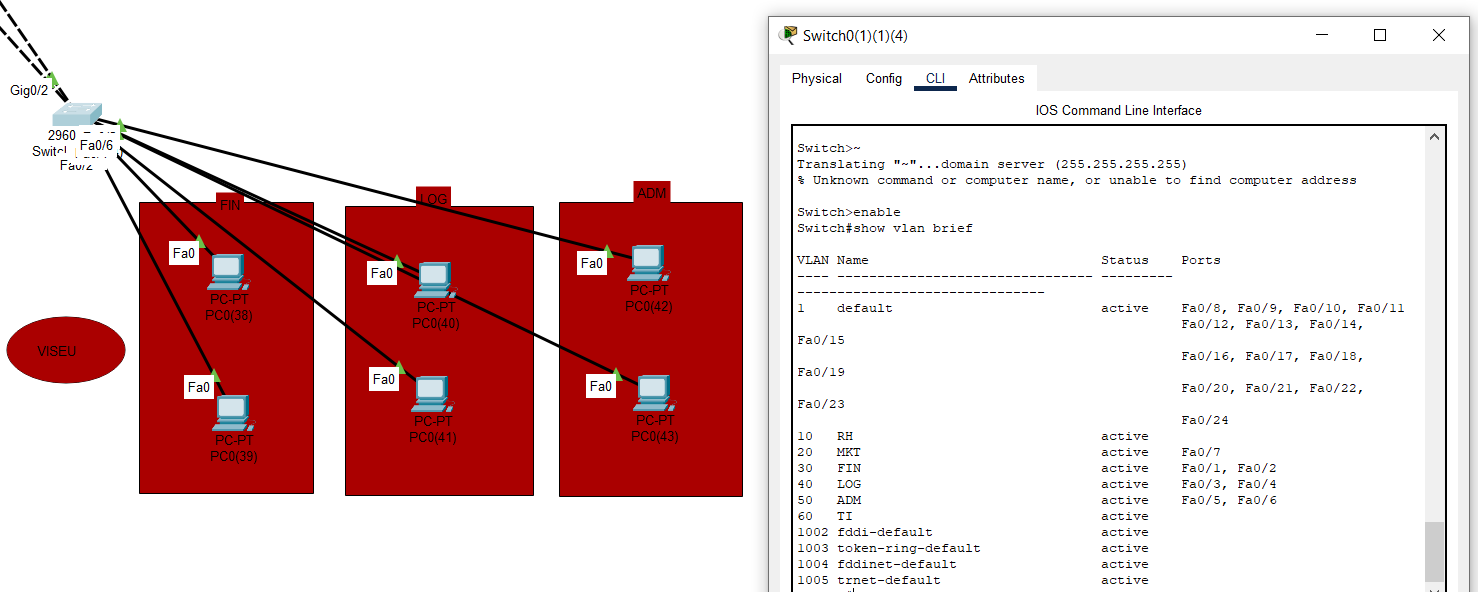 Gig0/2
2960
Switch
Fa0/6
Fa0/2
FIN
LOG
ADM
Fa0
PC-PT
PC0(38)
Fa0
PC-PT
PC0(40)
Fa0
PC-PT
PC0(42)
VISEU
Fa0
PC-PT
PC0(39)
Fa0
PC-PT
PC0(41)
Fa0
PC-PT
PC0(43)
Switch0(1)(1)(4)
Physical Config CLI Attributes
IOS Command Line Interface
Switch>~
Translating "~"...domain server (255.255.255.255)
% Unknown command or computer name, or unable to find computer address
Switch>enable
Switch#show vlan brief
VLAN Name Status Ports
---- -------------------------------- ---------
-------------------------------
1 default active Fa0/8, Fa0/9, Fa0/10, Fa0/11
Fa0/12, Fa0/13, Fa0/14,
Fa0/15
Fa0/16, Fa0/17, Fa0/18,
Fa0/19
Fa0/20, Fa0/21, Fa0/22,
Fa0/23
Fa0/24
10 RH active
20 MKT active Fa0/7
30 FIN active Fa0/1, Fa0/2
40 LOG active Fa0/3, Fa0/4
50 ADM active Fa0/5, Fa0/6
60 TI active
1002 fddi-default active
1003 token-ring-default active
1004 fddinet-default active
1005 trnet-default active